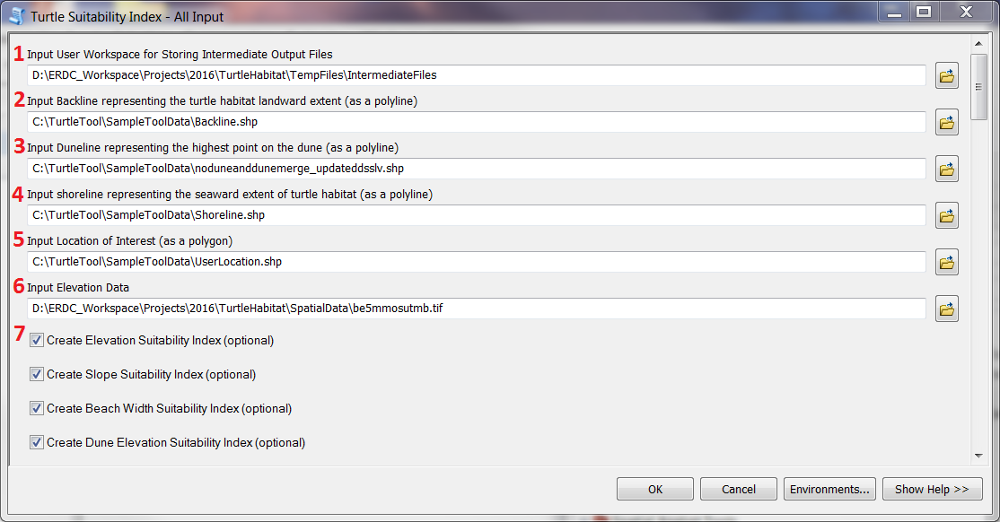 Turtle Suitability Index - All Input
1 Input User Workspace for Storing Intermediate Output Files
D:\ERDC_Workspace\Projects\2016\TurtleHabitat\TempFiles\IntermediateFiles
2 Input Backline representing the turtle habitat landward extent (as a polyline)
C:\TurtleTool\SampleToolData\Backline.shp
3 Input Duneline representing the highest point on the dune (as a polyline)
C:\TurtleTool\SampleToolData\noduneanddunemerge_updateddsslv.shp
4 Input shoreline representing the seaward extent of turtle habitat (as a polyline)
C:\TurtleTool\SampleToolData\Shoreline.shp
5 Input Location of Interest (as a polygon)
C:\TurtleTool\SampleToolData\UserLocation.shp
6 Input Elevation Data
D:\ERDC_Workspace\Projects\2016\TurtleHabitat\SpatialData\be5mmosutmb.tif
7 Create Elevation Suitability Index (optional)
Create Slope Suitability Index (optional)
Create Beach Width Suitability Index (optional)
Create Dune Elevation Suitability Index (optional)
OK Cancel Environments... Show Help >>